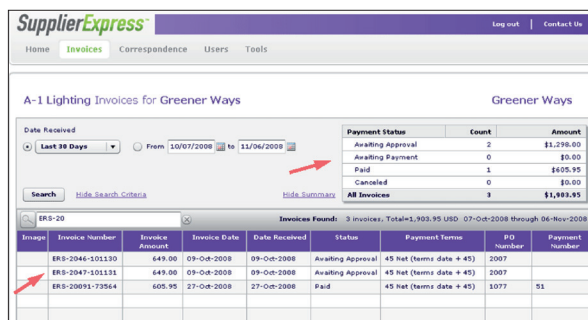 SupplierExpress
Log out | Contact Us
Home Invoices Correspondence Users Tools
A-1 Lighting Invoices for Greener Ways
Greener Ways
Date Received
Last 30 Days From 10/07/2008 to 11/06/2008
Payment Status Count Amount
Awaiting Approval 2 $1,298.00
Awaiting Payment 0 $0.00
Paid 1 $605.95
Canceled 0 $0.00
All Invoices 3 $1,903.95
Search Hide Search Criteria Hide Summary
ERS-20
Invoices Found: 3 invoices, Total=1,903.95 USD 07-Oct-2008 through 06-Nov-2008
Image Invoice Number Invoice Amount Invoice Date Date Received Status Payment Terms PO Number Payment Number
ERS-2046-101130 649.00 09-Oct-2008 09-Oct-2008 Awaiting Approval 45 Net (terms date + 45) 2007
ERS-2047-101131 649.00 09-Oct-2008 09-Oct-2008 Awaiting Approval 45 Net (terms date + 45) 2007
ERS-20091-73564 605.95 27-Oct-2008 27-Oct-2008 Paid 45 Net (terms date + 45) 1077 51